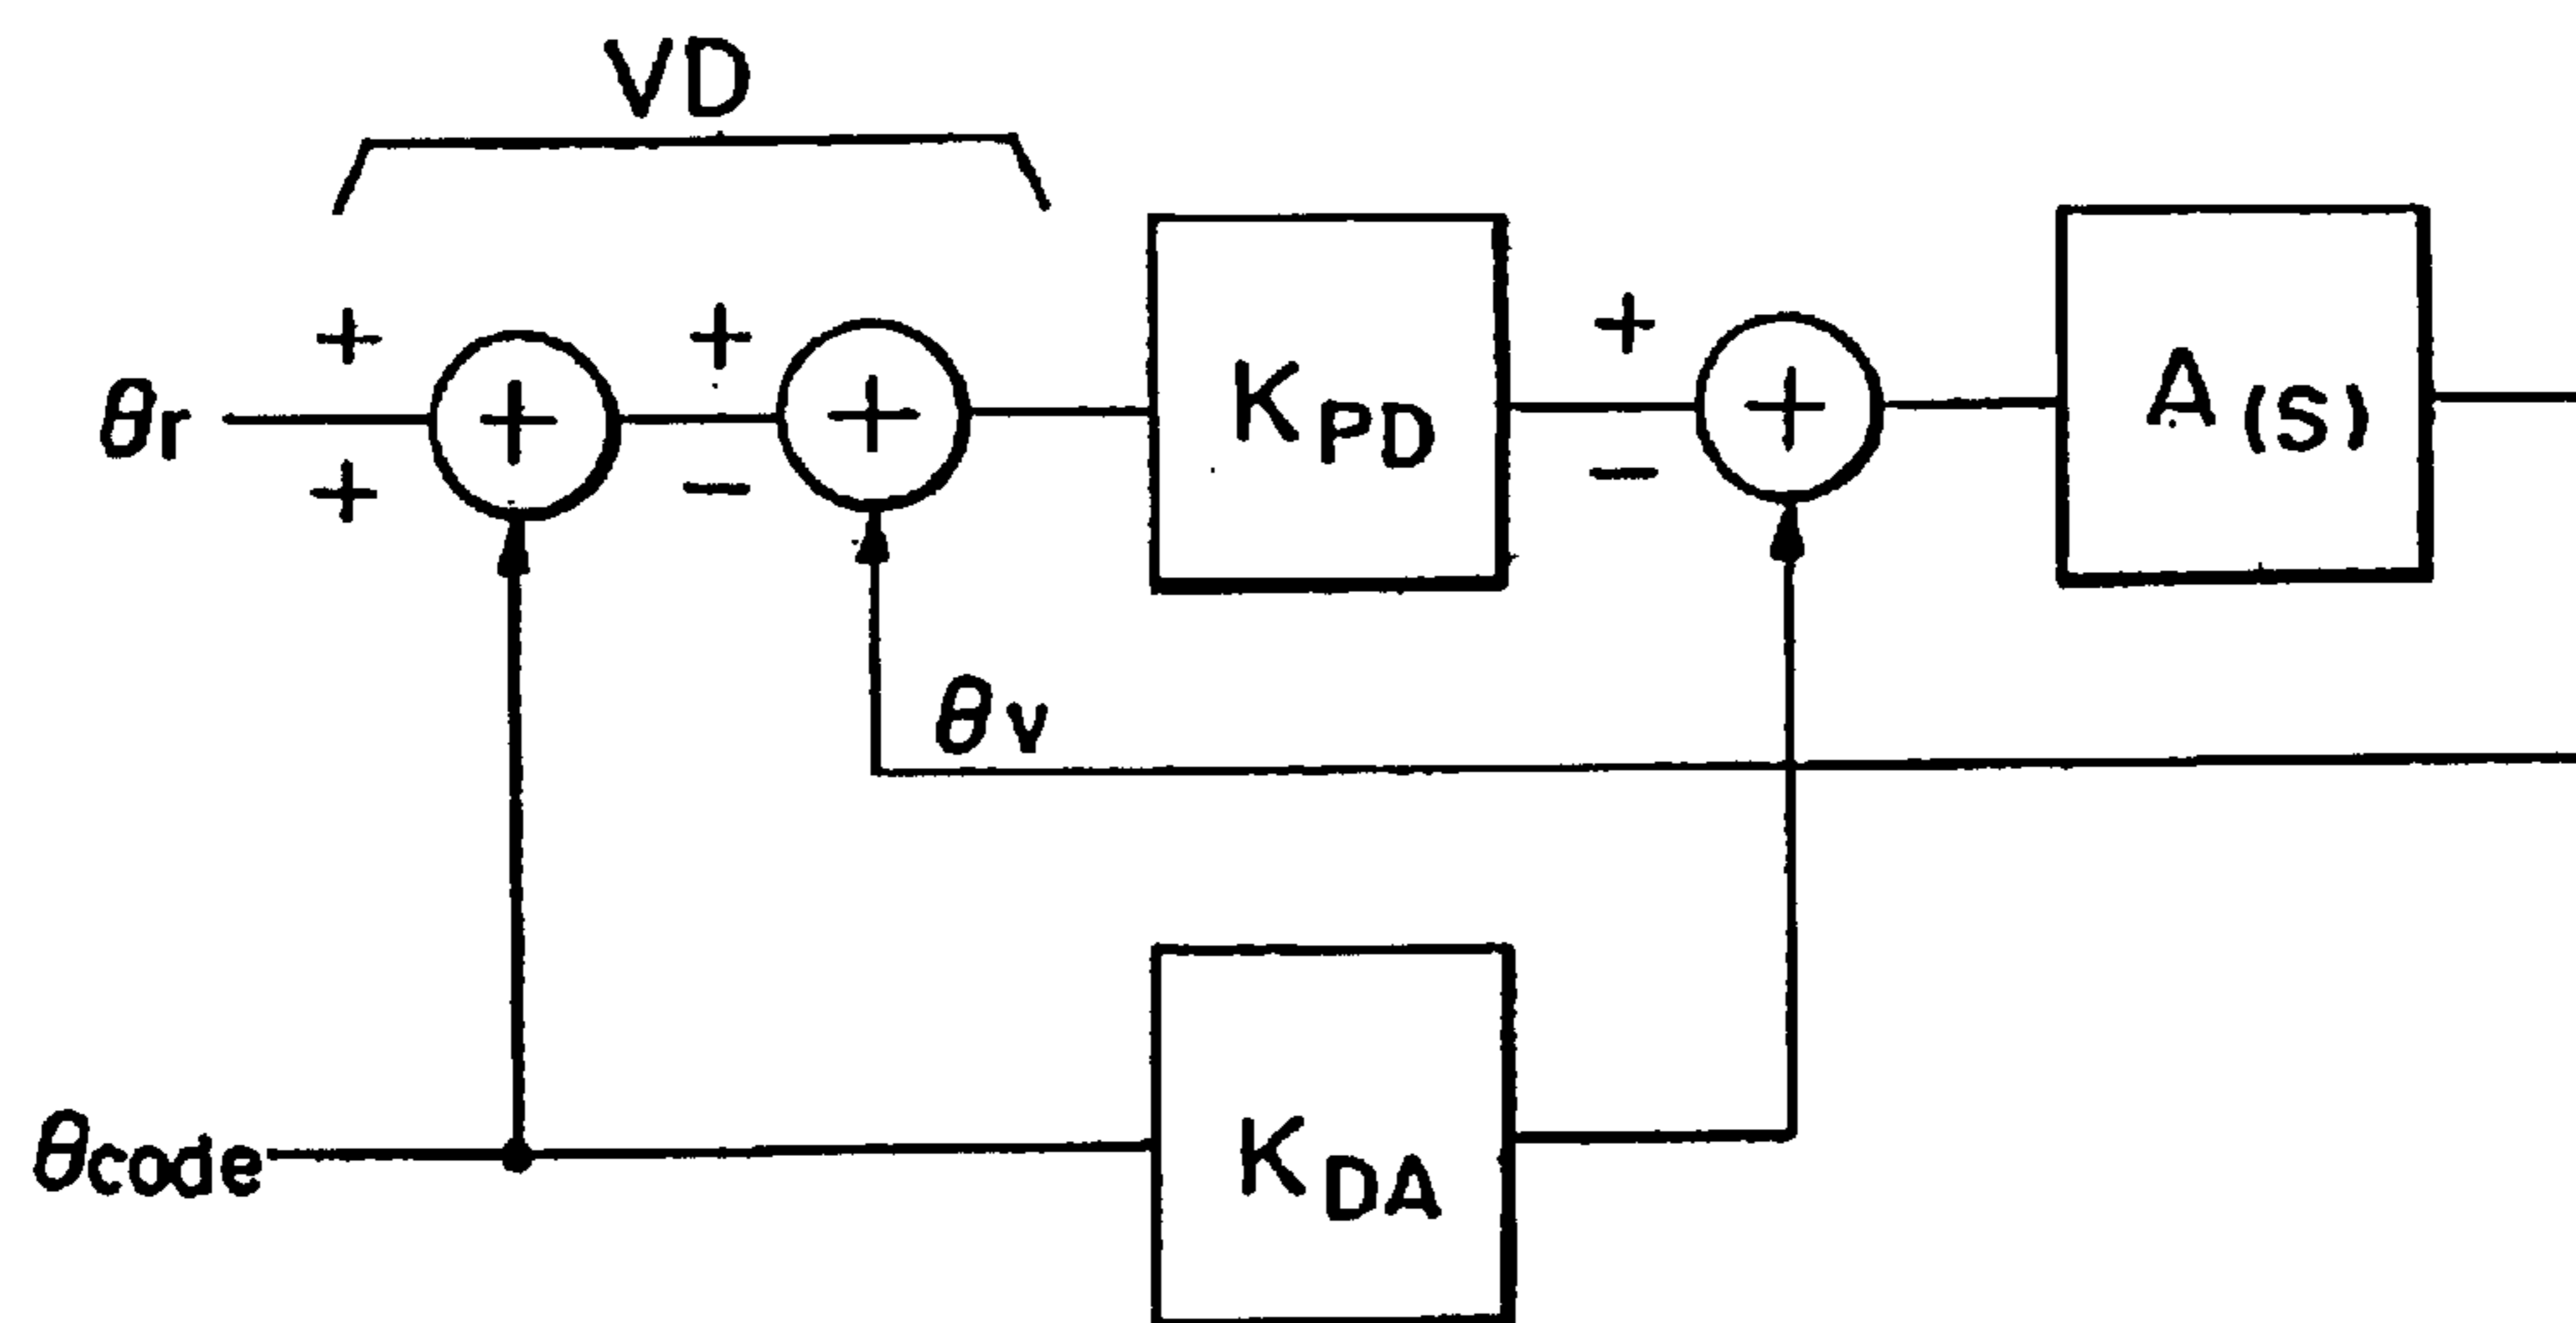 VD
+ + +
θr + + KPD + A(S)
+ - -
θv
θcode KDA